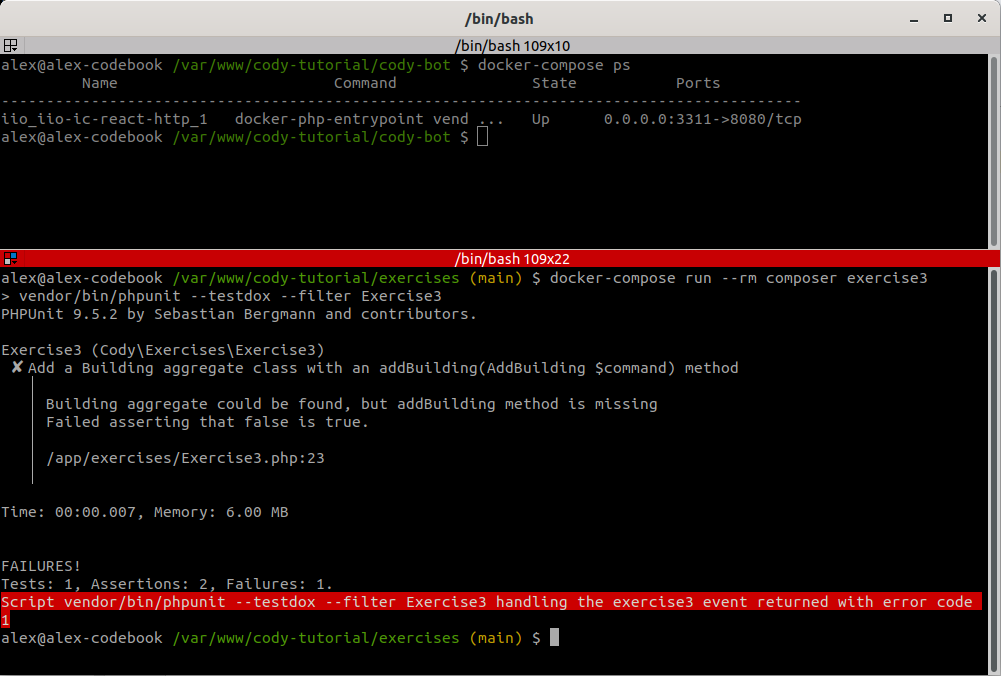 /bin/bash
/bin/bash 109x10
alex@alex-codebook /var/www/cody-tutorial/cody-bot $ docker-compose ps
Name Command State Ports
-----------------------------------------------------------------------------------------
iio_iio-ic-react-http_1 docker-php-entrypoint vend ... Up 0.0.0.0:3311->8080/tcp
alex@alex-codebook /var/www/cody-tutorial/cody-bot $
/bin/bash 109x22
alex@alex-codebook /var/www/cody-tutorial/exercises (main) $ docker-compose run --rm composer exercise3
> vendor/bin/phpunit --testdox --filter Exercise3
PHPUnit 9.5.2 by Sebastian Bergmann and contributors.
Exercise3 (Cody\Exercises\Exercise3)
✘ Add a Building aggregate class with an addBuilding(AddBuilding $command) method
Building aggregate could be found, but addBuilding method is missing
Failed asserting that false is true.
/app/exercises/Exercise3.php:23
Time: 00:00.007, Memory: 6.00 MB
FAILURES!
Tests: 1, Assertions: 2, Failures: 1.
Script vendor/bin/phpunit --testdox --filter Exercise3 handling the exercise3 event returned with error code
1
alex@alex-codebook /var/www/cody-tutorial/exercises (main) $